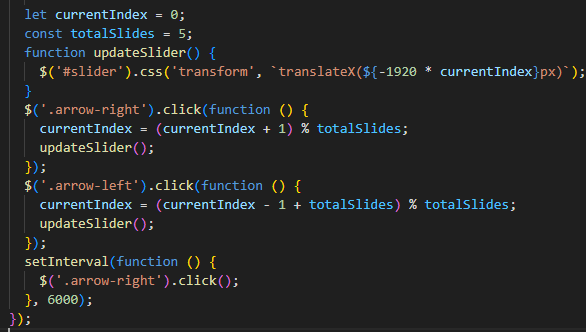 let currentIndex = 0;
const totalSlides = 5;
function updateSlider() {
$('#slider').css('transform', `translateX(${-1920 * currentIndex}px)`);
}
$('.arrow-right').click(function () {
currentIndex = (currentIndex + 1) % totalSlides;
updateSlider();
});
$('.arrow-left').click(function () {
currentIndex = (currentIndex - 1 + totalSlides) % totalSlides;
updateSlider();
});
setInterval(function () {
$('.arrow-right').click();
}, 6000);
});